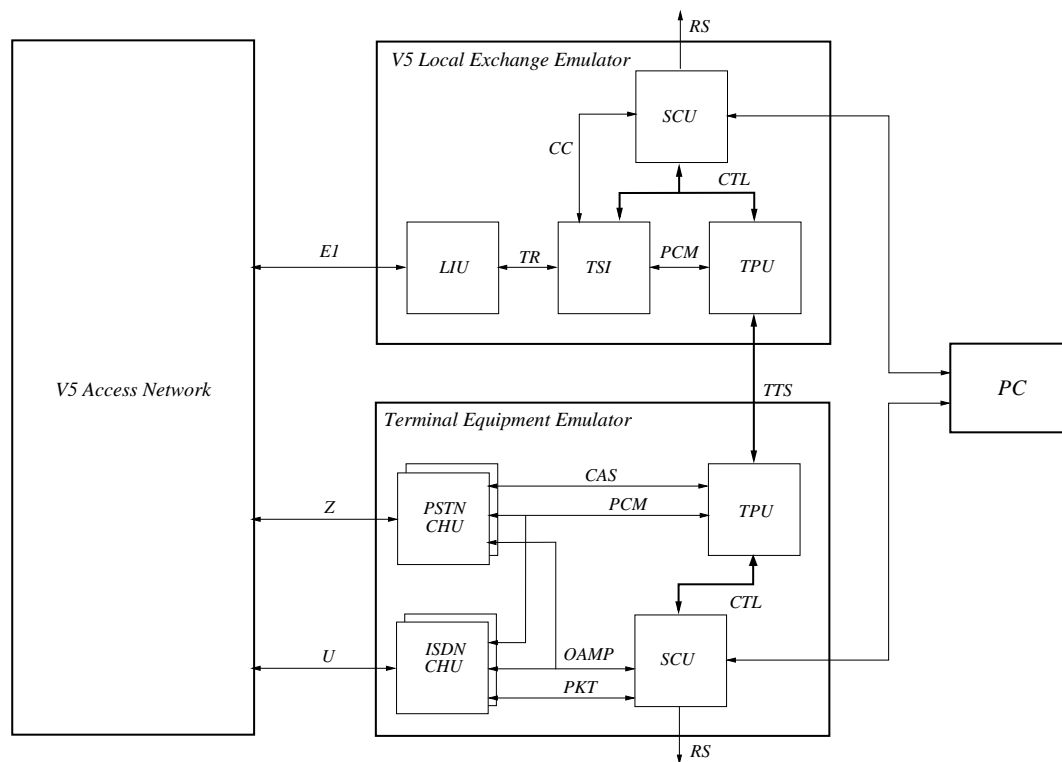 RS
V5 Local Exchange Emulator
SCU
CC
CTL
E1
LIU
TR
TSI
PCM
TPU
V5 Access Network
PC
TTS
Terminal Equipment Emulator
CAS
PSTN
CHU
PCM
TPU
Z
CTL
ISDN
CHU
OAMP
SCU
U
PKT
RS